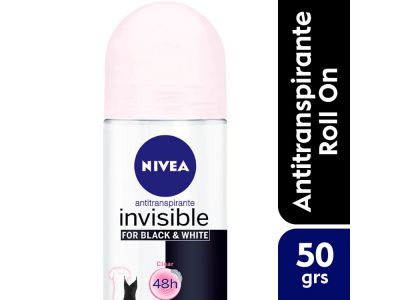 NIVEA
antitranspirante
invisible
FOR BLACK & WHITE
Clear
48h
Antitranspirante
Roll On
50
grs